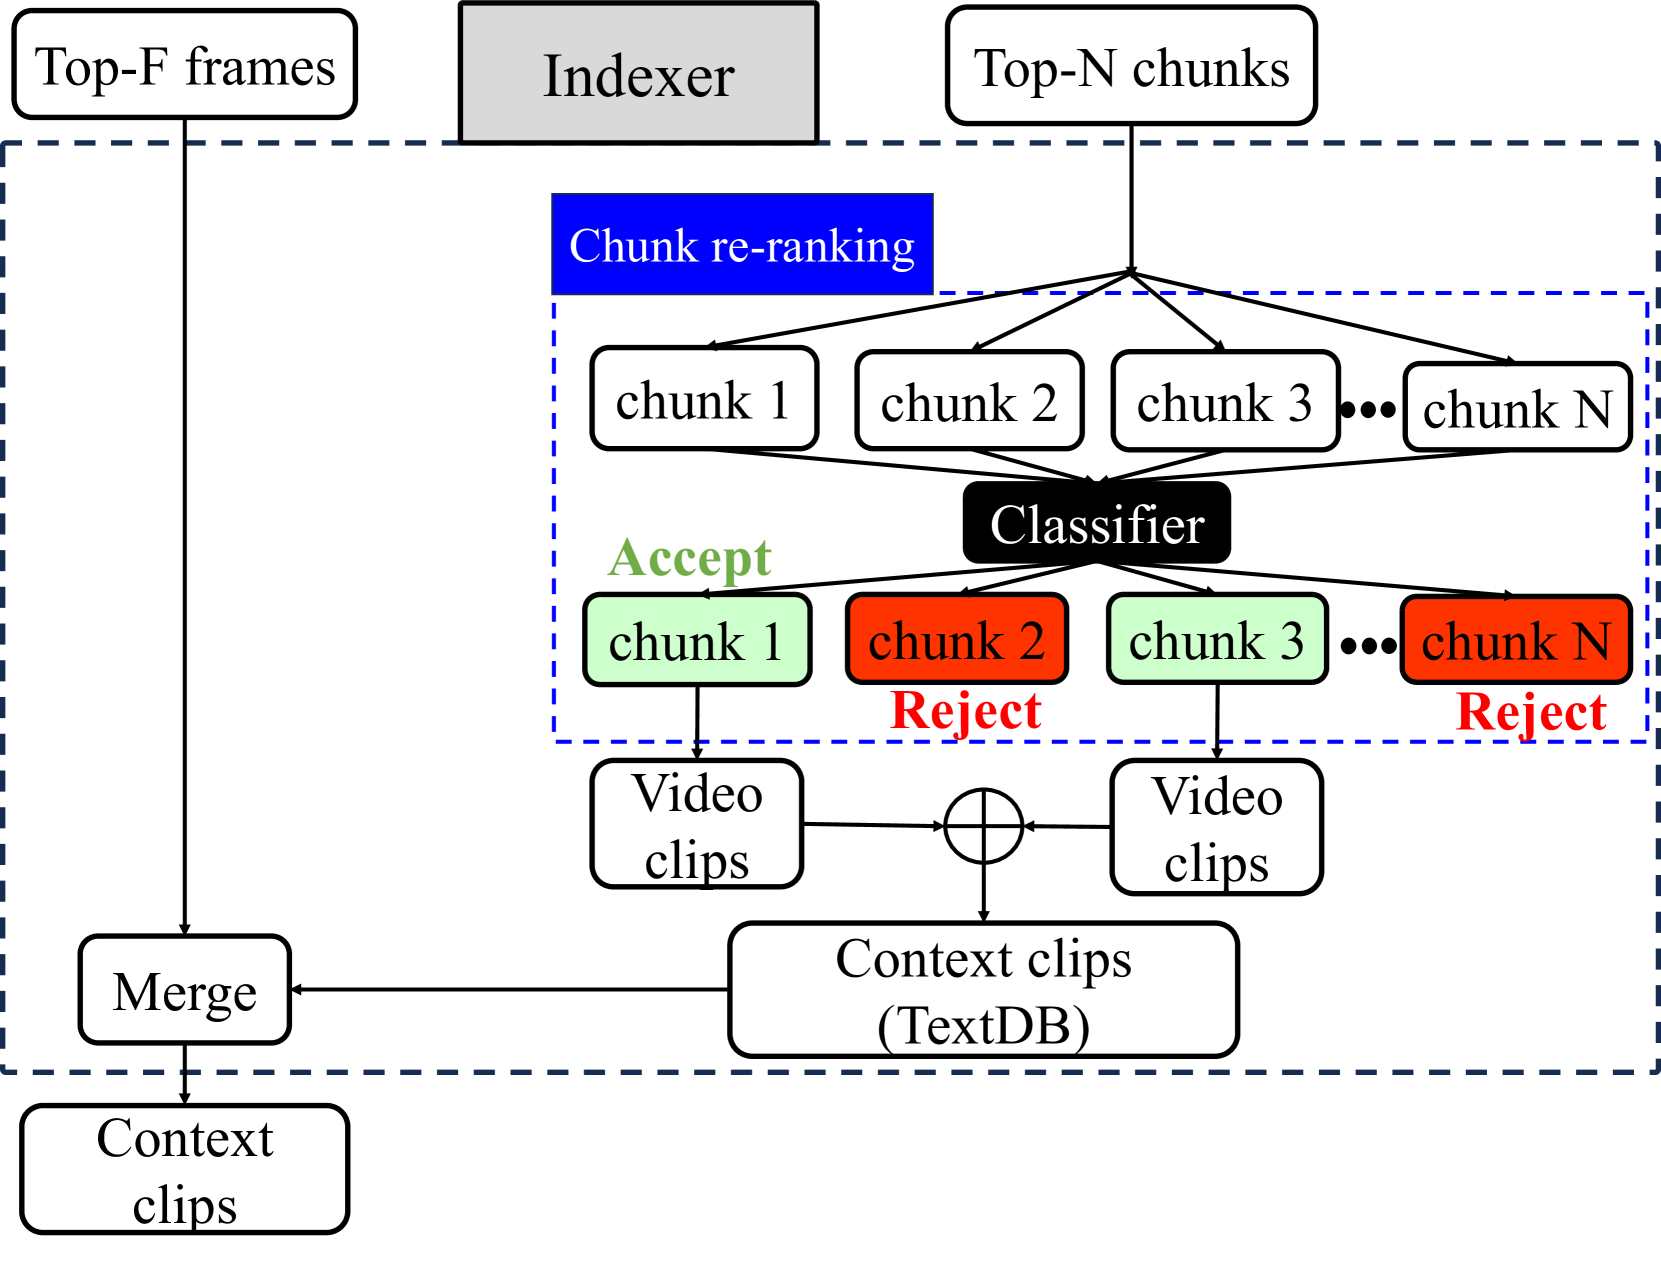 Top-F frames
Indexer
Top-N chunks
Chunk re-ranking
chunk 1
chunk 2
chunk 3
•••
chunk N
Classifier
Accept
chunk 1
chunk 2
chunk 3
•••
chunk N
Reject
Reject
Video
clips
Video
clips
Context clips
(TextDB)
Merge
Context
clips